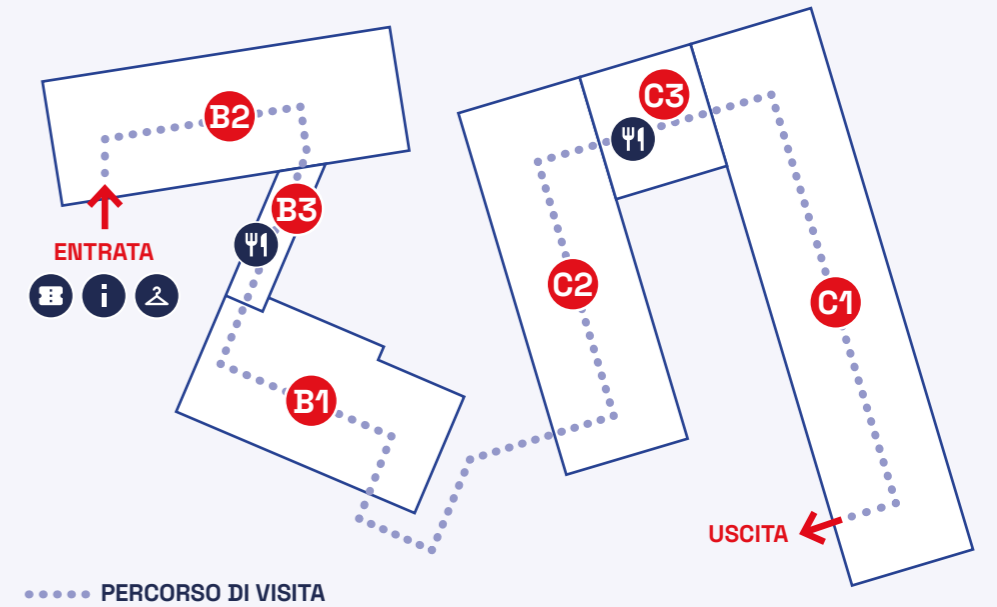 B2
C3
B3
ENTRATA
i
C2
C1
B1
USCITA
PERCORSO DI VISITA